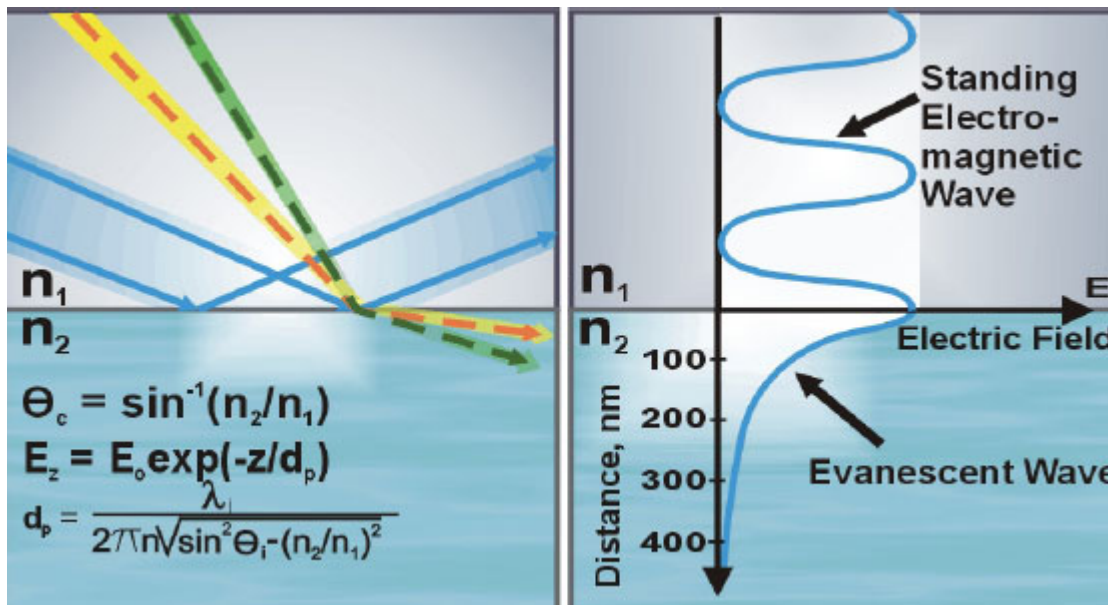 n₁
n₂
Θc = sin⁻¹(n₂/n₁)
Ez = Eₒexp(-z/dp)
dp = λi / 2πn√sin²Θi-(n₂/n₁)²
Standing
Electro-
magnetic
Wave
n₁
E
n₂
Electric Field
100
200
Evanescent Wave
300
400
Distance, nm